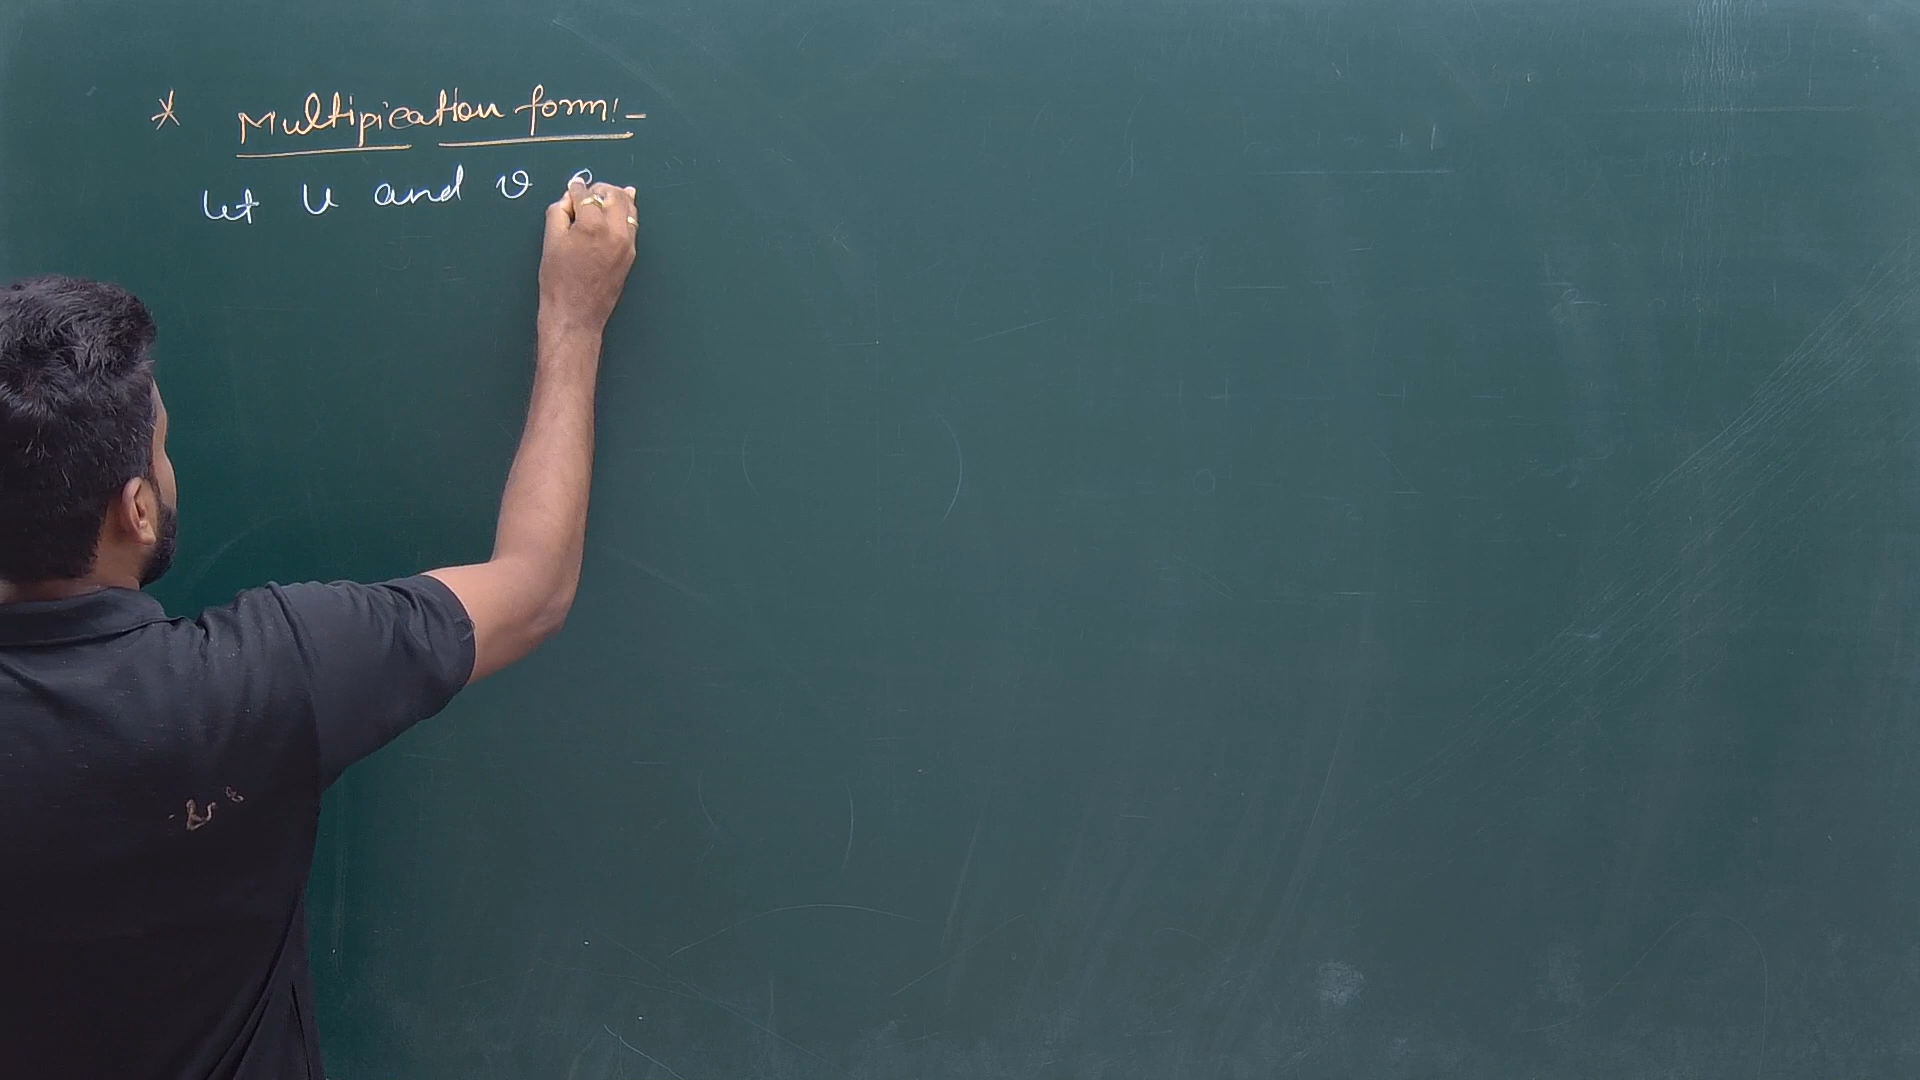 * Multipication form:-
Let U and v